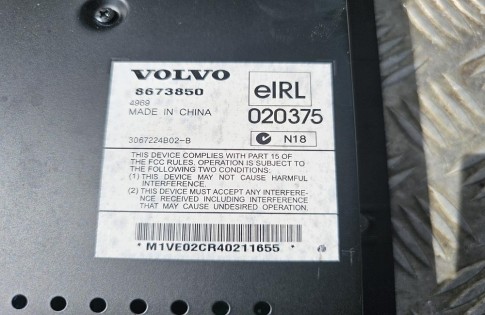 VOLVO
8673850
4969
MADE IN CHINA
eIRL
020375
N18
3067224B02-B
THIS DEVICE COMPLIES WITH PART 15 OF
THE FCC RULES. OPERATION IS SUBJECT TO
THE FOLLOWING TWO CONDITIONS:
(1) THIS DEVICE MAY NOT CAUSE HARMFUL
INTERFERENCE
(2) THIS DEVICE MUST ACCEPT ANY INTERFERE-
NCE RECEIVED INCLUDING INTERFERENCE
THAT MAY CAUSE UNDESIRED OPERATION.
* M1VE02CR40211655 *